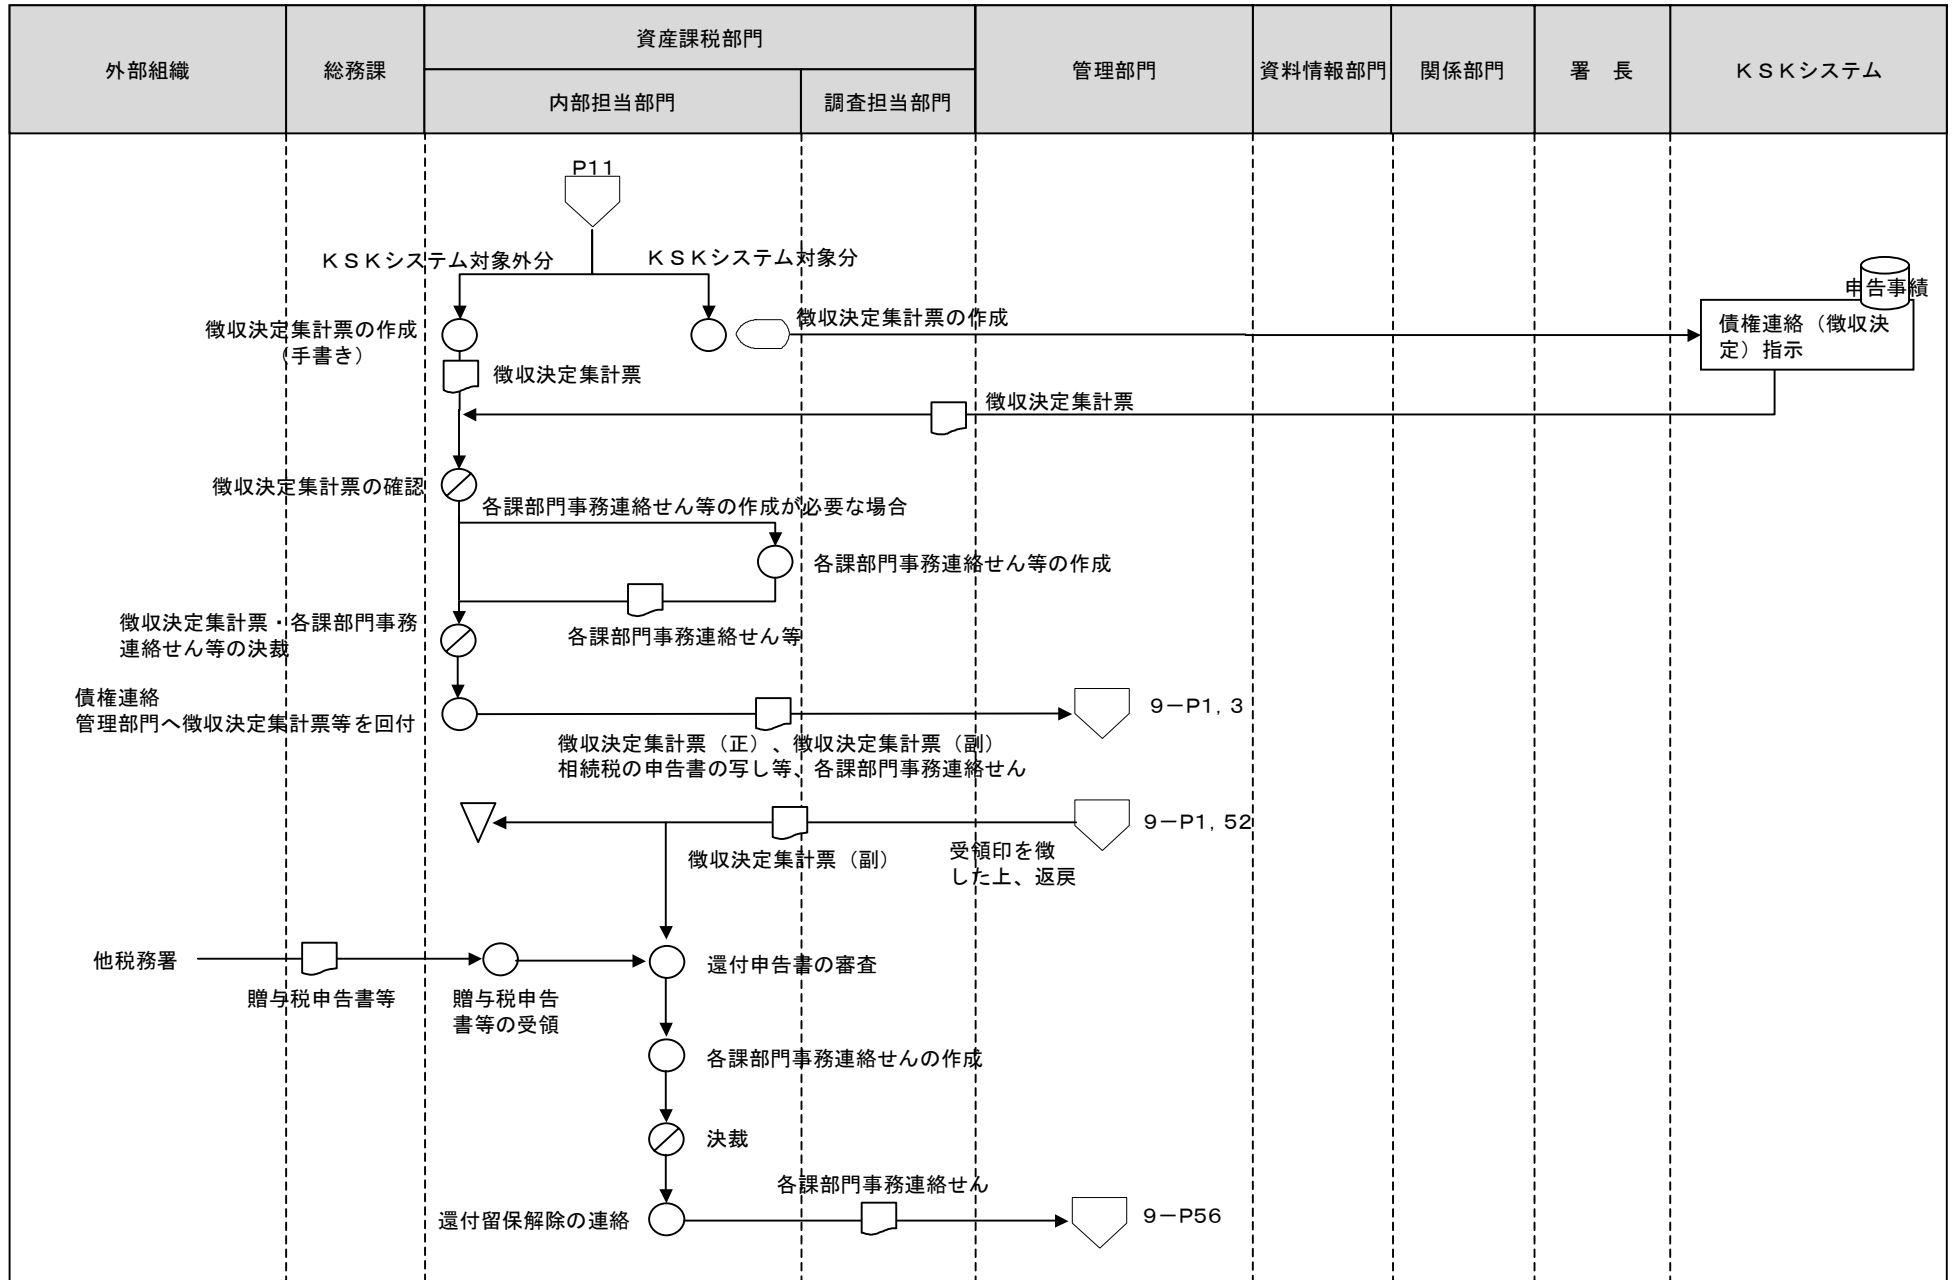 外部組織
総務課
資産課税部門
内部担当部門
調査担当部門
管理部門
資料情報部門
関係部門
署　長
ＫＳＫシステム
P11
ＫＳＫシステム対象外分
ＫＳＫシステム対象分
申告事績
徴収決定集計票の作成
（手書き）
徴収決定集計票の作成
債権連絡（徴収決
定）指示
徴収決定集計票
徴収決定集計票
徴収決定集計票の確認
各課部門事務連絡せん等の作成が必要な場合
各課部門事務連絡せん等の作成
徴収決定集計票・各課部門事務
連絡せん等の決裁
各課部門事務連絡せん等
債権連絡
管理部門へ徴収決定集計票等を回付
9－P1，3
徴収決定集計票（正）、徴収決定集計票（副）
相続税の申告書の写し等、各課部門事務連絡せん
9－P1，52
徴収決定集計票（副）
受領印を徴
した上、返戻
他税務署
贈与税申告書等
贈与税申告
書等の受領
還付申告書の審査
各課部門事務連絡せんの作成
決裁
各課部門事務連絡せん
還付留保解除の連絡
9－P56